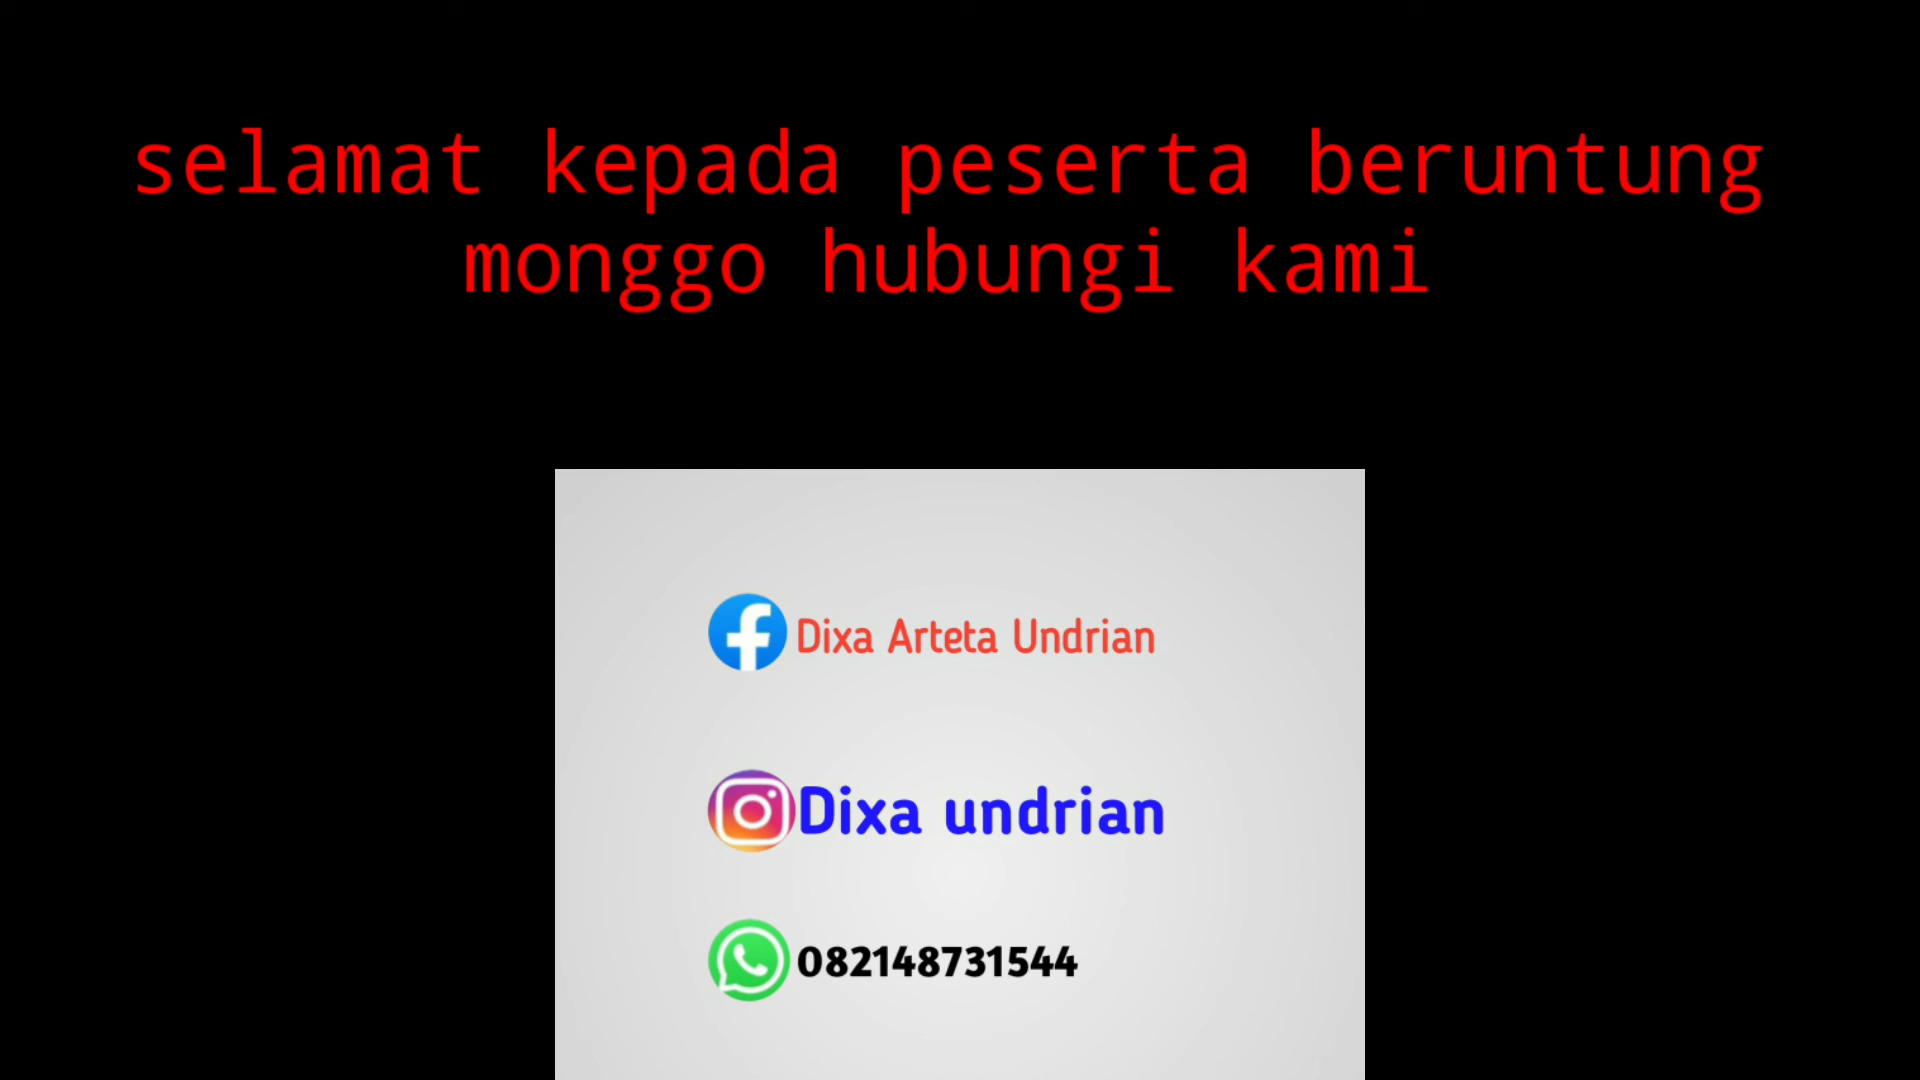 selamat kepada peserta beruntung
monggo hubungi kami
Dixa Arteta Undrian
Dixa undrian
082148731544